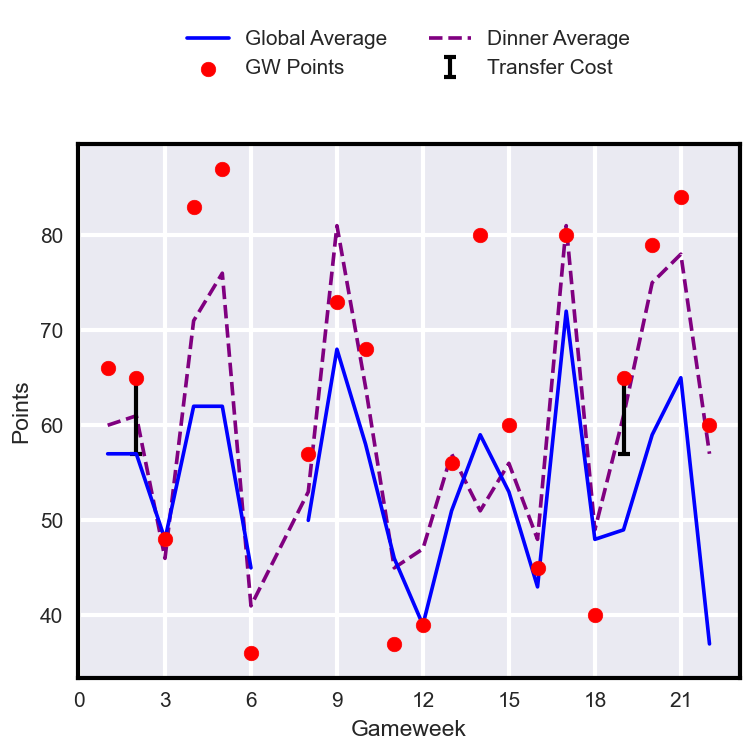 Global Average
Dinner Average
GW Points
Transfer Cost
80
70
60
50
40
Points
0 3 6 9 12 15 18 21
Gameweek